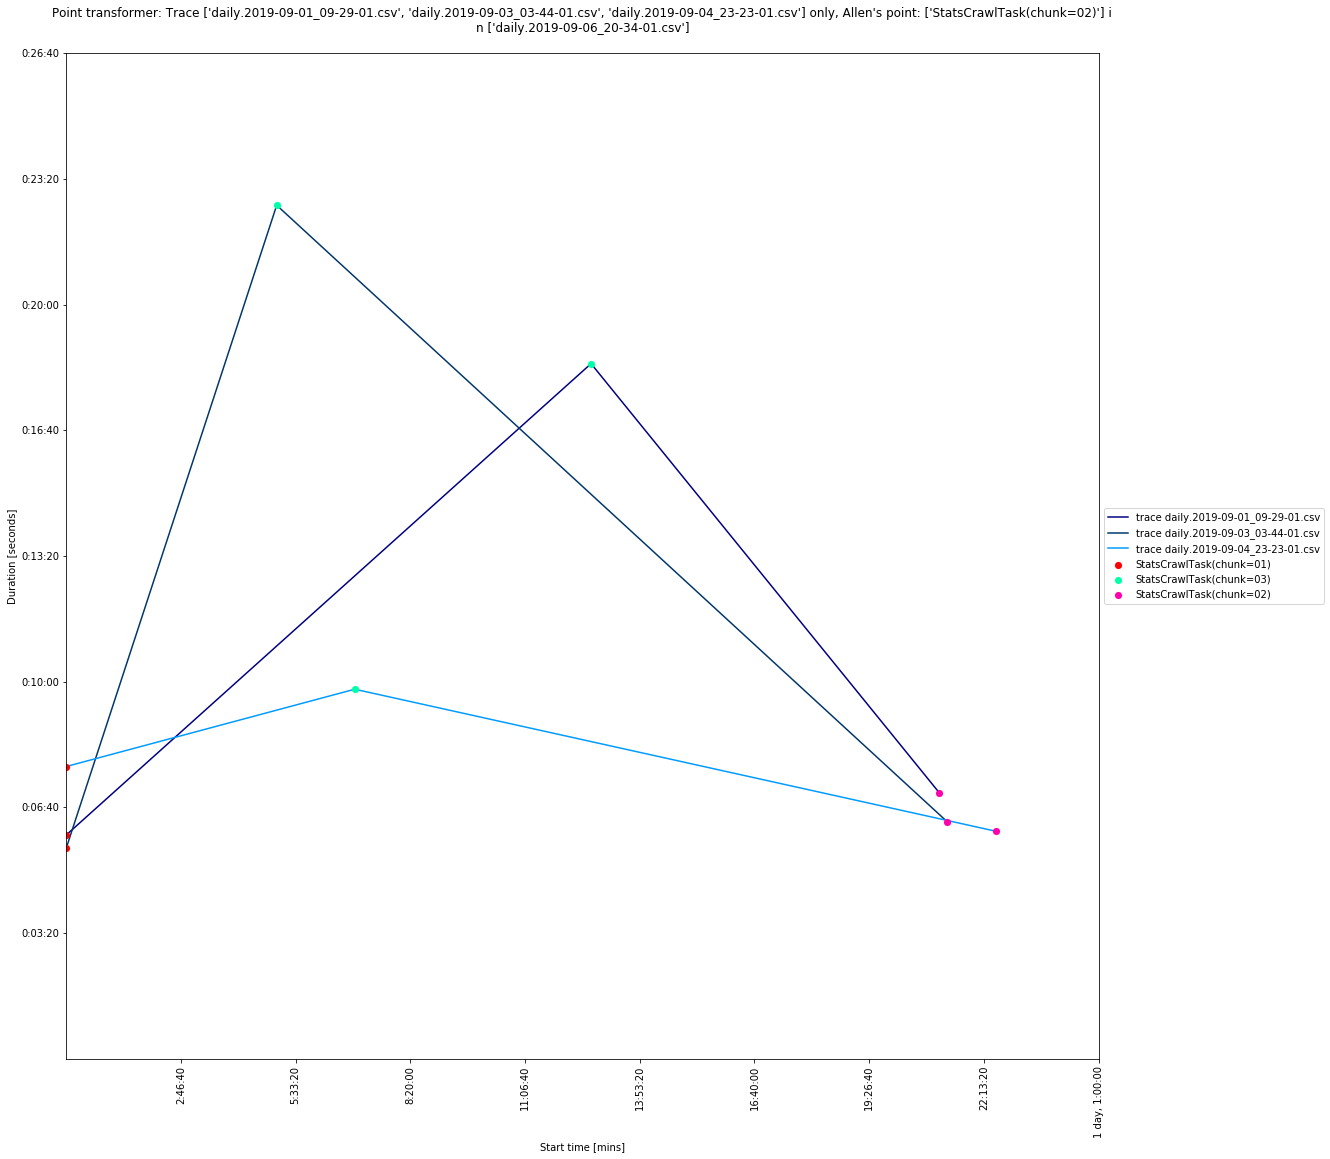 Point transformer: Trace ['daily.2019-09-01_09-29-01.csv', 'daily.2019-09-03_03-44-01.csv', 'daily.2019-09-04_23-23-01.csv'] only, Allen's point: ['StatsCrawlTask(chunk=02)'] i
n ['daily.2019-09-06_20-34-01.csv']
0:26:40
0:23:20
0:20:00
0:16:40
0:13:20
0:10:00
0:06:40
0:03:20
Duration [seconds]
2:46:40
5:33:20
8:20:00
11:06:40
13:53:20
16:40:00
19:26:40
22:13:20
1 day, 1:00:00
Start time [mins]
trace daily.2019-09-01_09-29-01.csv
trace daily.2019-09-03_03-44-01.csv
trace daily.2019-09-04_23-23-01.csv
StatsCrawlTask(chunk=01)
StatsCrawlTask(chunk=03)
StatsCrawlTask(chunk=02)